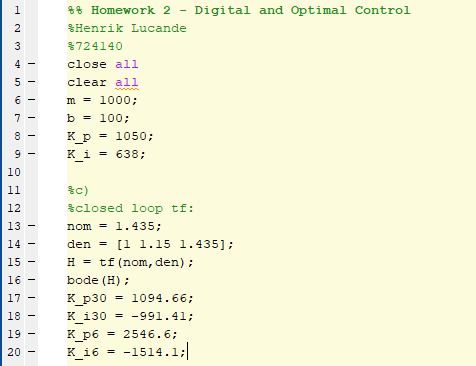 1 %% Homework 2 - Digital and Optimal Control
2 %Henrik Lucande
3 %724140
4 - close all
5 - clear all
6 - m = 1000;
7 - b = 100;
8 - K_p = 1050;
9 - K_i = 638;
10
11 %c)
12 %closed loop tf:
13 - nom = 1.435;
14 - den = [1 1.15 1.435];
15 - H = tf(nom,den);
16 - bode(H);
17 - K_p30 = 1094.66;
18 - K_i30 = -991.41;
19 - K_p6 = 2546.6;
20 - K_i6 = -1514.1;